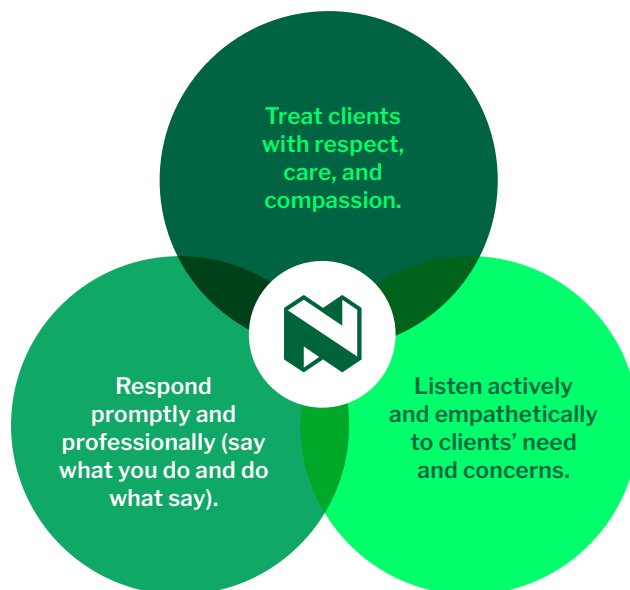 Treat clients
with respect,
care, and
compassion.
Respond
promptly and
professionally (say
what you do and do
what say).
Listen actively
and empathetically
to clients’ need
and concerns.